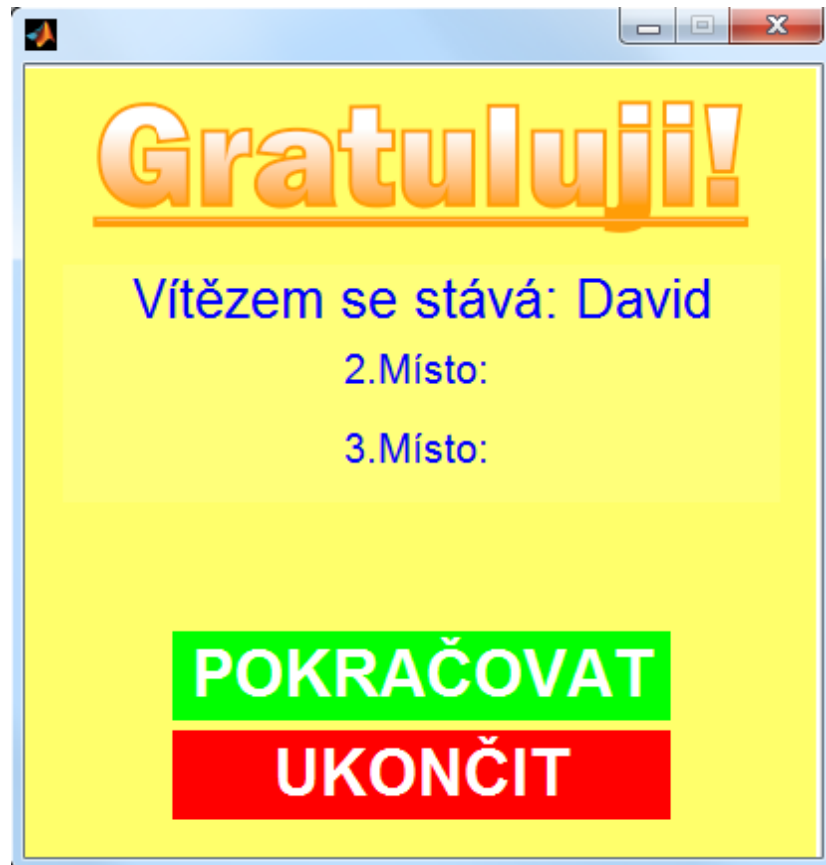 Gratuluji!
Vítězem se stává: David
2.Místo:
3.Místo:
POKRAČOVAT
UKONČIT